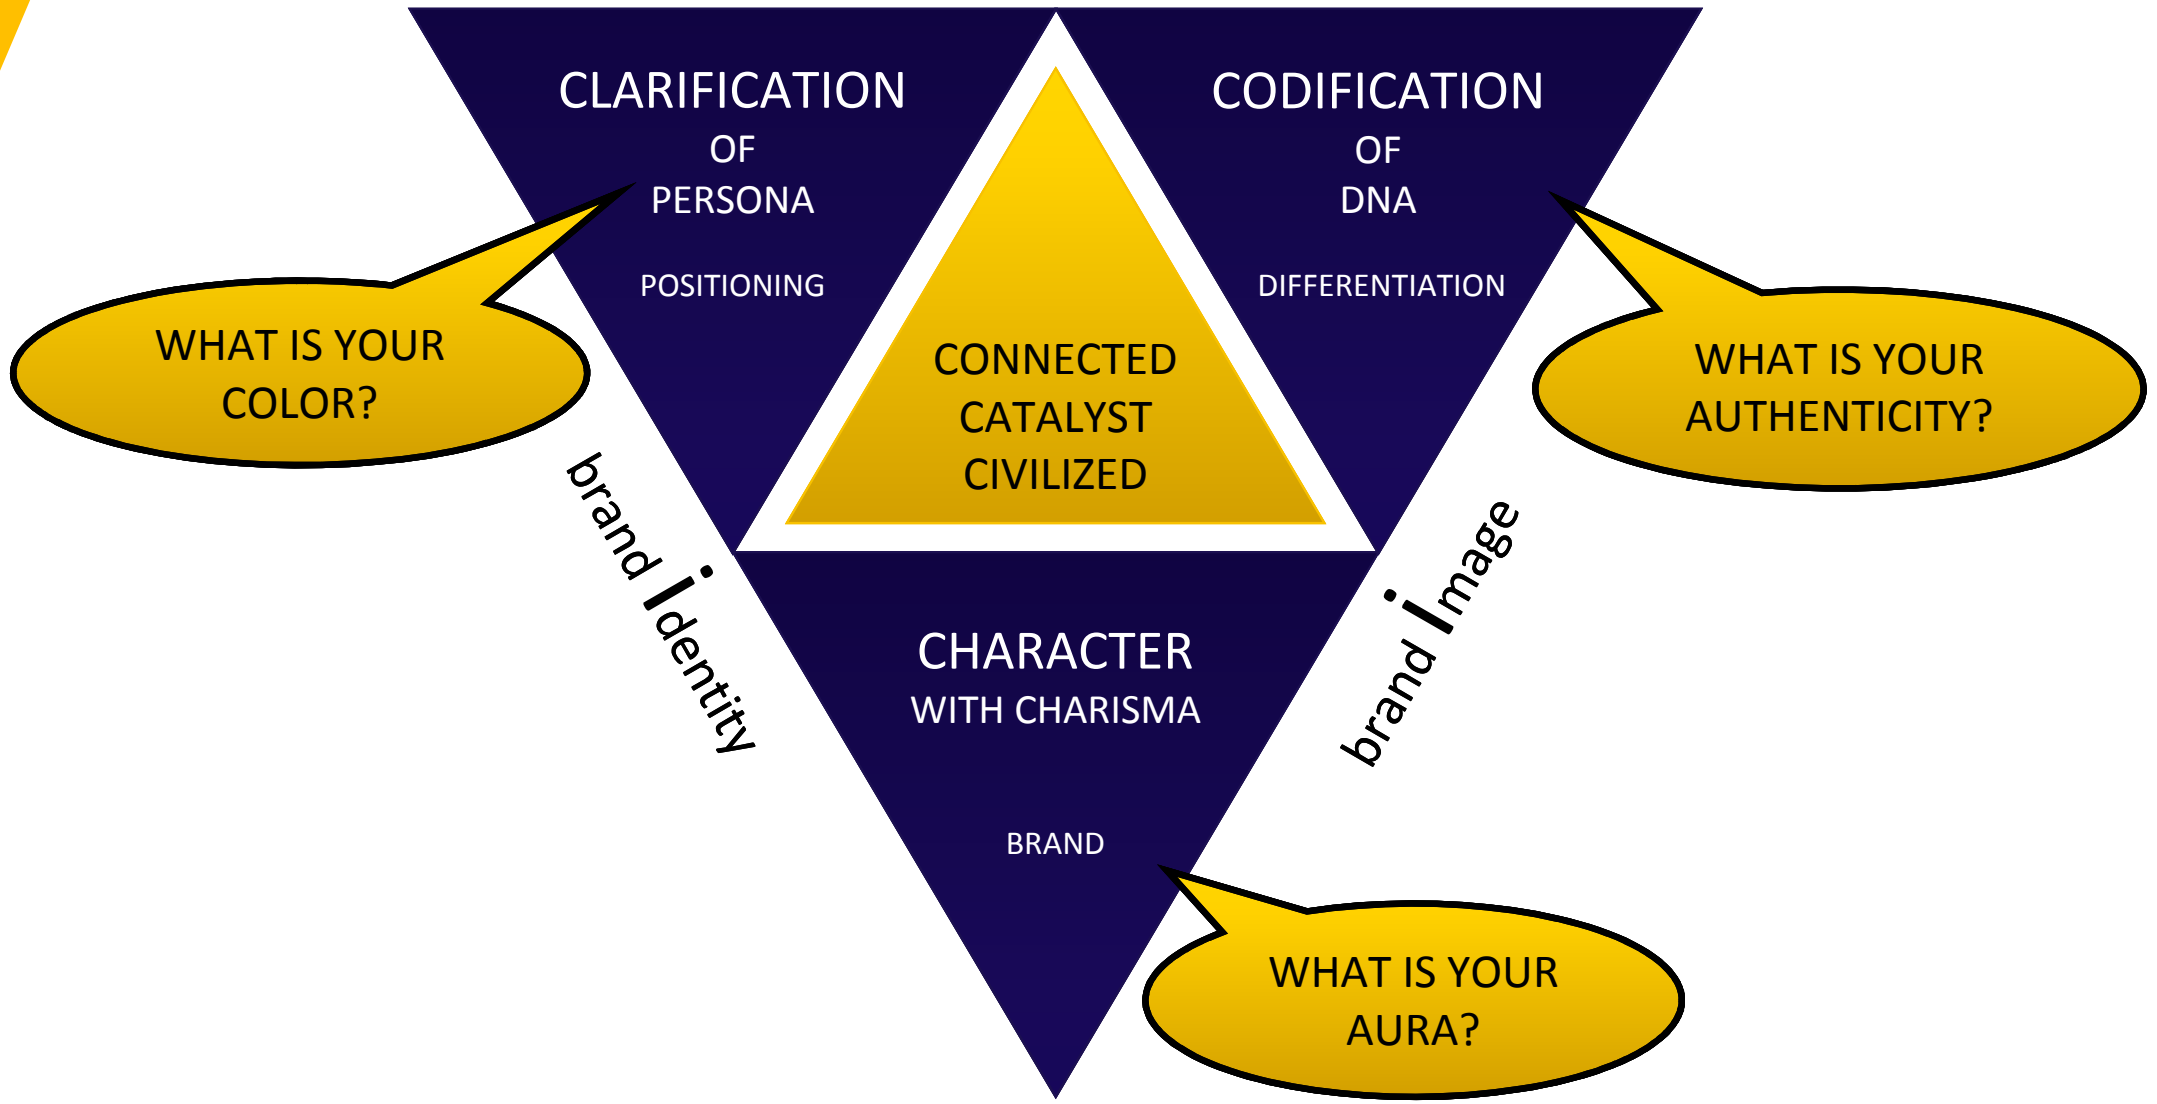 CLARIFICATION
OF
PERSONA
POSITIONING
CODIFICATION
OF
DNA
DIFFERENTIATION
WHAT IS YOUR
COLOR?
CONNECTED
CATALYST
CIVILIZED
WHAT IS YOUR
AUTHENTICITY?
brand identity
brand image
CHARACTER
WITH CHARISMA
BRAND
WHAT IS YOUR
AURA?